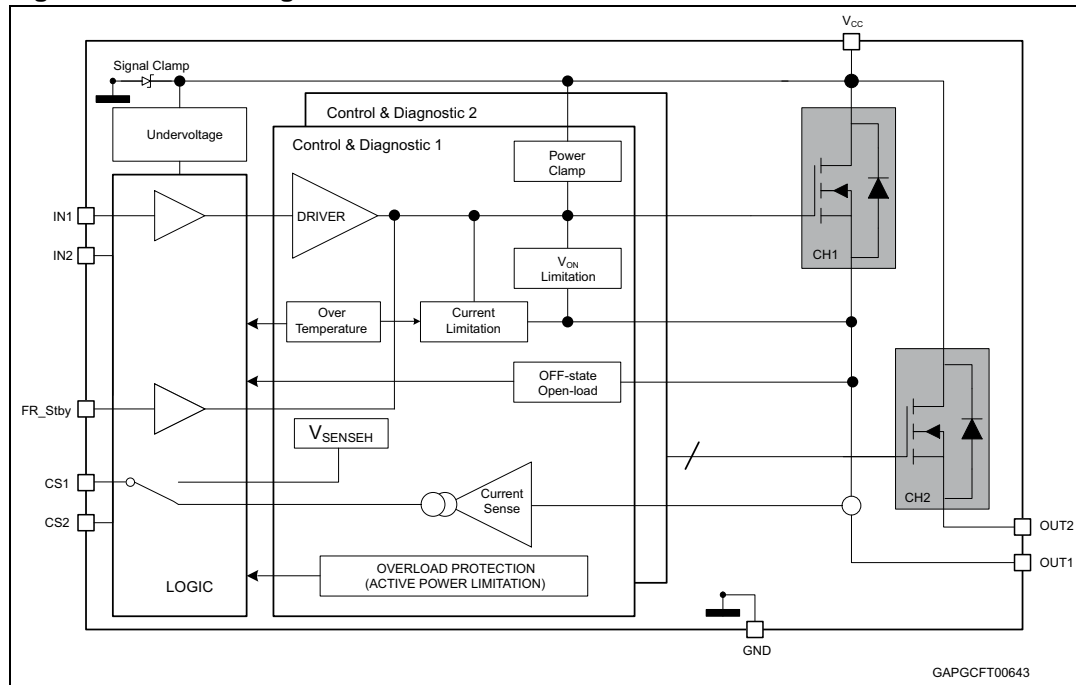 VCC
Signal Clamp
Undervoltage
Control & Diagnostic 2
Control & Diagnostic 1
Power
Clamp
IN1
DRIVER
IN2
VON
Limitation
CH1
Over
Temperature
Current
Limitation
OFF-state
Open-load
FR_Stby
VSENSEH
CS1
Current
Sense
CH2
CS2
OUT2
OVERLOAD PROTECTION
(ACTIVE POWER LIMITATION)
LOGIC
OUT1
GND
GAPGCFT00643